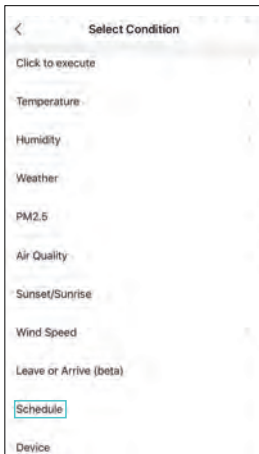 Select Condition
Click to execute
Temperature
Humidity
Weather
PM2.5
Air Quality
Sunset/Sunrise
Wind Speed
Leave or Arrive (beta)
Schedule
Device